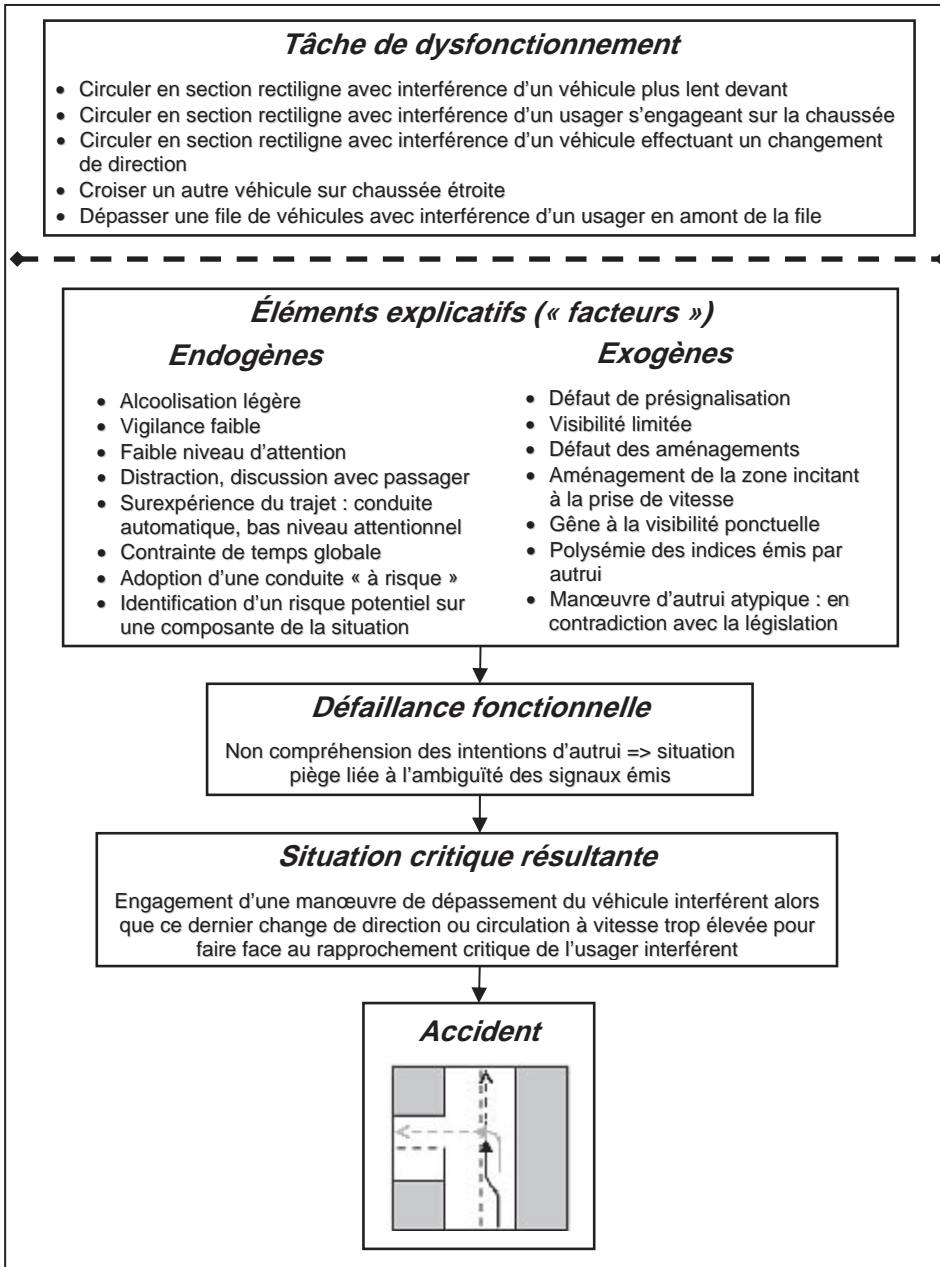 Tâche de dysfonctionnement
• Circuler en section rectiligne avec interférence d'un véhicule plus lent devant
• Circuler en section rectiligne avec interférence d'un usager s'engageant sur la chaussée
• Circuler en section rectiligne avec interférence d'un véhicule effectuant un changement
de direction
• Croiser un autre véhicule sur chaussée étroite
• Dépasser une file de véhicules avec interférence d'un usager en amont de la file
Éléments explicatifs (« facteurs »)
Endogènes
• Alcoolisation légère
• Vigilance faible
• Faible niveau d'attention
• Distraction, discussion avec passager
• Surexpérience du trajet : conduite
automatique, bas niveau attentionnel
• Contrainte de temps globale
• Adoption d'une conduite « à risque »
• Identification d'un risque potentiel sur
une composante de la situation
Exogènes
• Défaut de présignalisation
• Visibilité limitée
• Défaut des aménagements
• Aménagement de la zone incitant
à la prise de vitesse
• Gêne à la visibilité ponctuelle
• Polysémie des indices émis par
autrui
• Manœuvre d'autrui atypique : en
contradiction avec la législation
Défaillance fonctionnelle
Non compréhension des intentions d'autrui => situation
piège liée à l'ambiguïté des signaux émis
Situation critique résultante
Engagement d'une manœuvre de dépassement du véhicule interférent alors
que ce dernier change de direction ou circulation à vitesse trop élevée pour
faire face au rapprochement critique de l'usager interférent
Accident